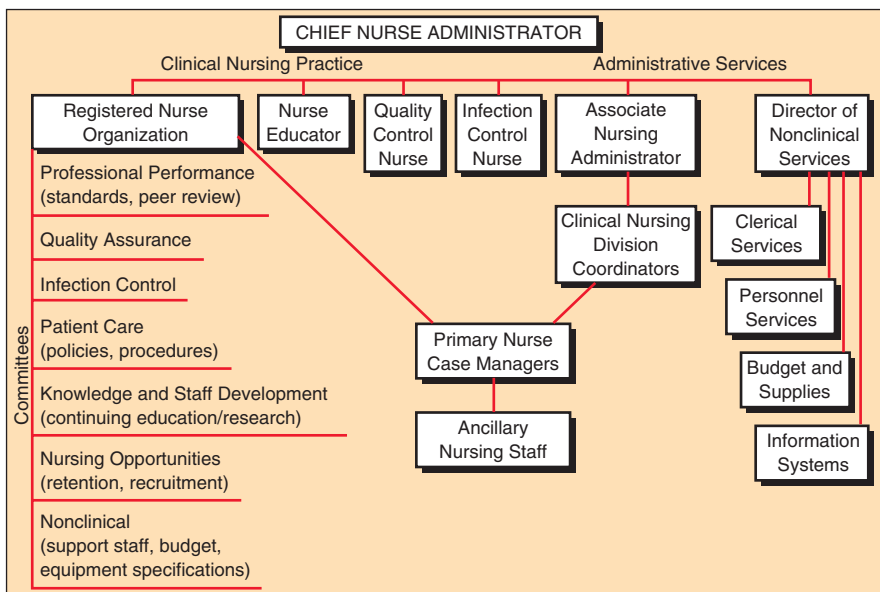 CHIEF NURSE ADMINISTRATOR
Clinical Nursing Practice
Administrative Services
Registered Nurse
Organization
Nurse
Educator
Quality
Control
Nurse
Infection
Control
Nurse
Associate
Nursing
Administrator
Director of
Nonclinical
Services
Committees
Professional Performance
(standards, peer review)
Quality Assurance
Infection Control
Patient Care
(policies, procedures)
Knowledge and Staff Development
(continuing education/research)
Nursing Opportunities
(retention, recruitment)
Nonclinical
(support staff, budget,
equipment specifications)
Clinical Nursing
Division
Coordinators
Primary Nurse
Case Managers
Ancillary
Nursing Staff
Clerical
Services
Personnel
Services
Budget and
Supplies
Information
Systems